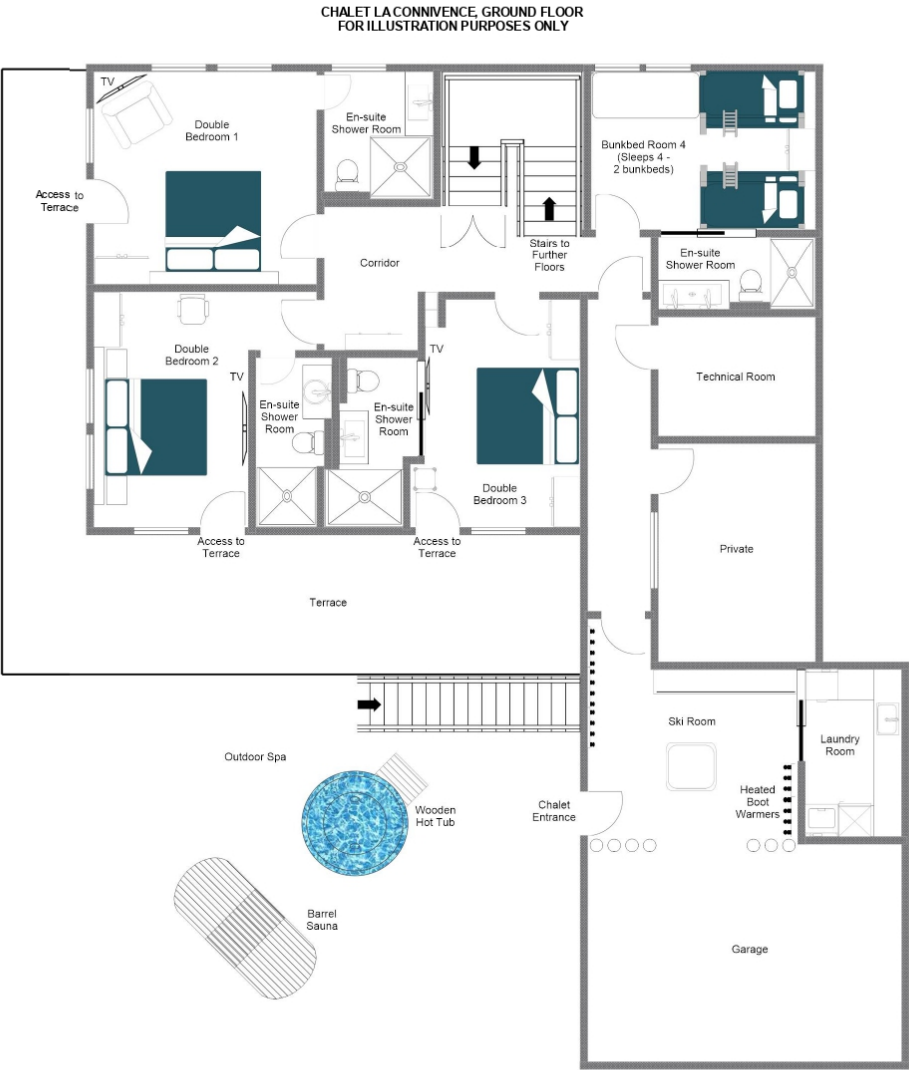 CHALET LA CONNIVENCE, GROUND FLOOR
FOR ILLUSTRATION PURPOSES ONLY
TV
Double
Bedroom 1
En-suite
Shower Room
Bunkbed Room 4
(Sleeps 4 -
2 bunkbeds)
Access to
Terrace
Corridor
Stairs to
Further
Floors
En-suite
Shower Room
Double
Bedroom 2
TV
TV
En-suite
Shower
Room
En-suite
Shower
Room
Technical Room
Double
Bedroom 3
Access to
Terrace
Access to
Terrace
Private
Terrace
Ski Room
Laundry
Room
Outdoor Spa
Wooden
Hot Tub
Chalet
Entrance
Heated
Boot
Warmers
Barrel
Sauna
Garage